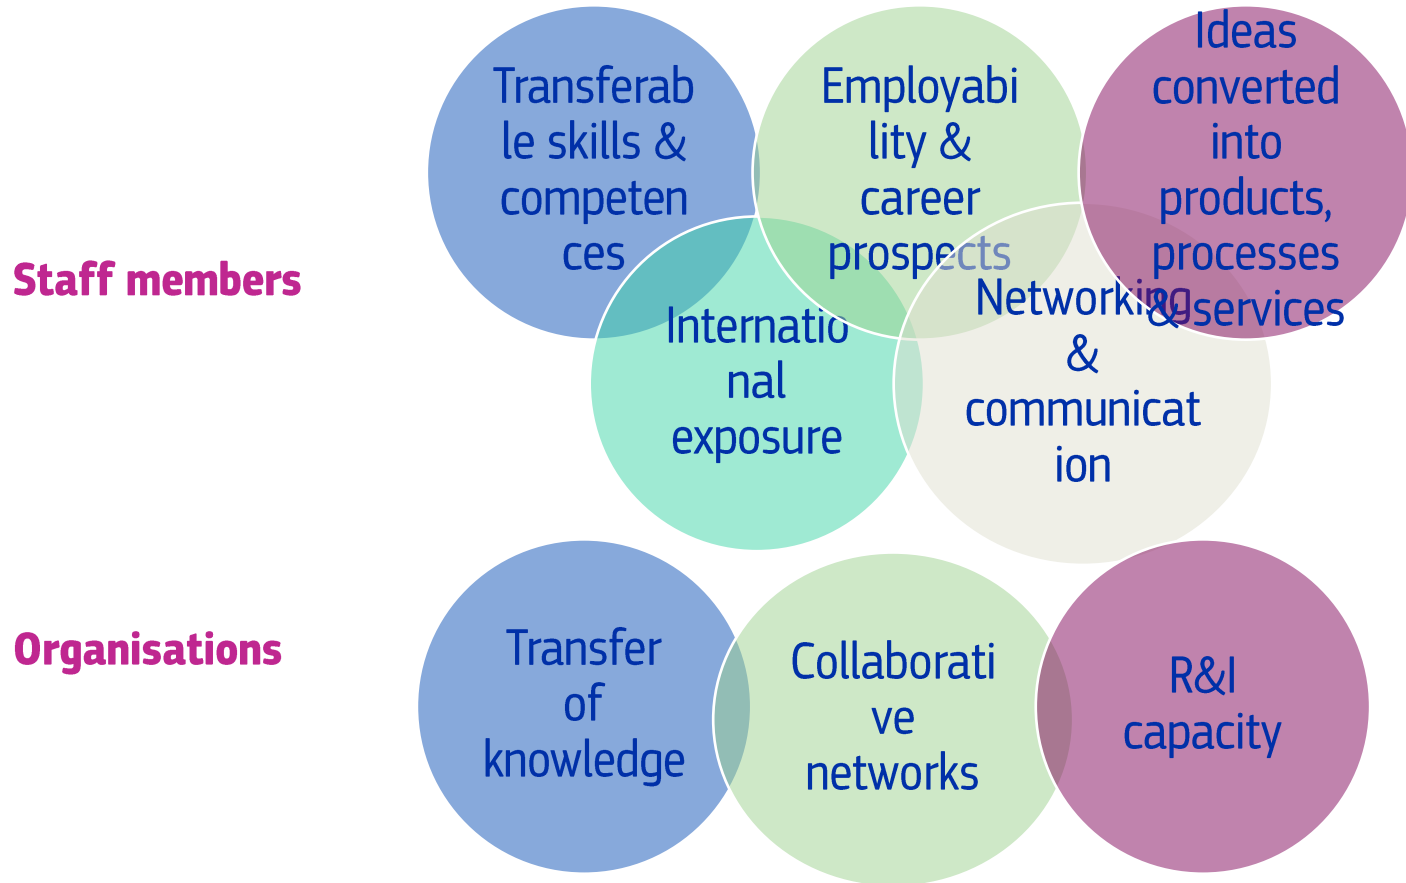 Staff members
Transferab
le skills &
competen
ces
Employabi
lity &
career
prospects
Ideas
converted
into
products,
processes
& services
Internatio
nal
exposure
Networking
&
communicat
ion
Organisations
Transfer
of
knowledge
Collaborati
ve
networks
R&I
capacity